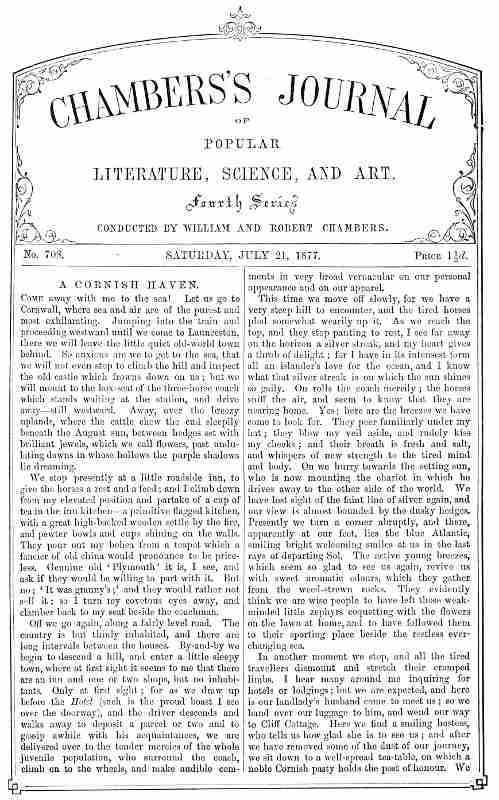 CHAMBERS'S JOURNAL
OF
POPULAR
LITERATURE, SCIENCE, AND ART.
Fourth Series
CONDUCTED BY WILLIAM AND ROBERT CHAMBERS.
No. 708.
SATURDAY, JULY 21, 1877.
PRICE 1½d.
A CORNISH HAVEN.
COME away with me to the sea! Let us go to
Cornwall, where sea and air are of the purest and
most exhilarating. Jumping into the train and
proceeding westward until we come to Launceston,
there we will leave the little quiet old-world town
behind. So anxious are we to get to the sea, that
we will not even stop to climb the hill and inspect
the old castle which frowns down on us; but we
will mount to the box-seat of the three-horse coach
which stands waiting at the station, and drive
away—still westward. Away, over the breezy
uplands, where the cattle chew the cud sleepily
beneath the August sun, between hedges set with
brilliant jewels, which we call flowers, past undu-
lating downs in whose hollows the purple shadows
lie dreaming.
We stop presently at a little roadside inn, to
give the horses a rest and a feed; and I climb down
from my elevated position and partake of a cup of
tea in the inn kitchen—a primitive flagged kitchen,
with a great high-backed wooden settle by the fire,
and pewter bowls and cups shining on the walls.
They pour out my bohea from a teapot which a
fancier of old china would pronounce to be price-
less. Genuine old 'Plymouth' it is, I see, and
ask if they would be willing to part with it. But
no; 'It was granny's;' and they would rather not
sell it: so I turn my covetous eyes away, and
clamber back to my seat beside the coachman.
Off we go again, along a fairly level road. The
country is but thinly inhabited, and there are
long intervals between the houses. By-and-by we
begin to descend a hill, and enter a little sleepy
town, where at first sight it seems to me that there
are an inn and one or two shops, but no inhabi-
tants. Only at first sight; for as we draw up
before the Hotel (such is the proud boast I see
over the doorway), and the driver descends and
walks away to deposit a parcel or two and to
gossip awhile with his acquaintances, we are
delivered over to the tender mercies of the whole
juvenile population, who surround the coach,
climb on to the wheels, and make audible com-
ments in very broad vernacular on our personal
appearance and on our apparel.
This time we move off slowly, for we have a
very steep hill to encounter, and the tired horses
plod somewhat wearily up it. As we reach the
top, and they stop panting to rest, I see far away
on the horizon a silver streak, and my heart gives
a throb of delight; for I have in its intensest form
all an islander's love for the ocean, and I know
what that silver streak is on which the sun shines
so gaily. On rolls the coach merrily; the horses
sniff the air, and seem to know that they are
nearing home. Yes; here are the breezes we have
come to look for. They peer familiarly under my
hat; they blow my veil aside, and rudely kiss
my cheeks; and their breath is fresh and salt,
and whispers of new strength to the tired mind
and body. On we hurry towards the setting sun,
who is now mounting the chariot in which he
drives away to the other side of the world. We
have lost sight of the faint line of silver again, and
our view is almost bounded by the dusky hedges.
Presently we turn a corner abruptly, and there,
apparently at our feet, lies the blue Atlantic,
smiling bright welcoming smiles at us in the last
rays of departing Sol. The active young breezes,
which seem so glad to see us again, revive us
with sweet aromatic odours, which they gather
from the weed-strewn rocks. They evidently
think we are wise people to have left those weak-
minded little zephyrs coquetting with the flowers
on the lawn at home, and to have followed them
to their sporting place beside the restless ever-
changing sea.
In another moment we stop, and all the tired
travellers dismount and stretch their cramped
limbs. I hear many around me inquiring for
hotels or lodgings; but we are expected, and here
is our landlady's husband come to meet us; so we
hand over our luggage to him, and wend our way
to Cliff Cottage. Here we find a smiling hostess,
who tells us how glad she is to see us; and after
we have removed some of the dust of our journey,
we sit down to a well-spread tea-table, on which a
noble Cornish pasty holds the post of honour. We